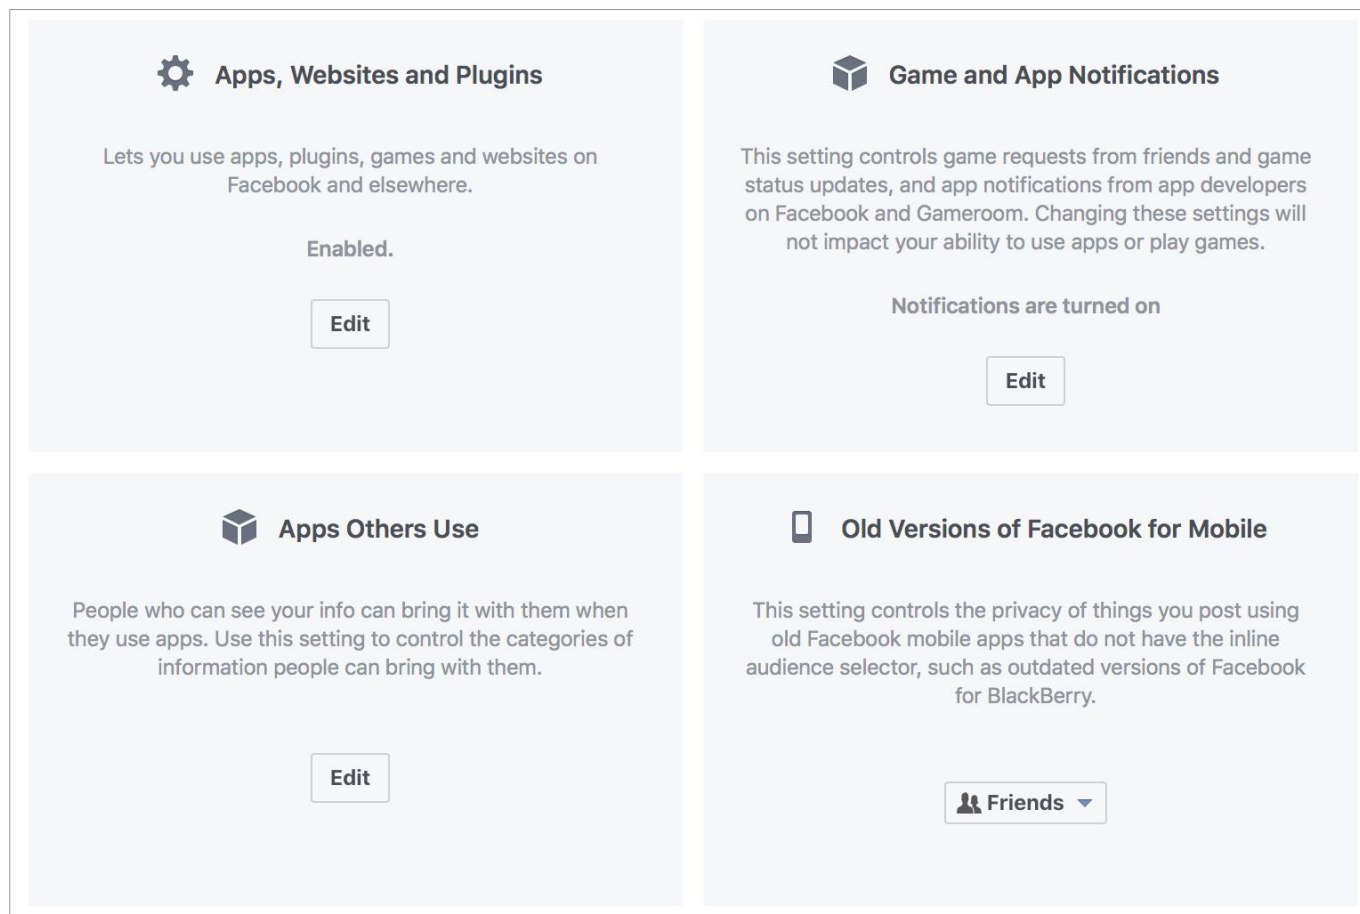 Apps, Websites and Plugins
Lets you use apps, plugins, games and websites on
Facebook and elsewhere.
Enabled.
Edit
Game and App Notifications
This setting controls game requests from friends and game
status updates, and app notifications from app developers
on Facebook and Gameroom. Changing these settings will
not impact your ability to use apps or play games.
Notifications are turned on
Edit
Apps Others Use
People who can see your info can bring it with them when
they use apps. Use this setting to control the categories of
information people can bring with them.
Edit
Old Versions of Facebook for Mobile
This setting controls the privacy of things you post using
old Facebook mobile apps that do not have the inline
audience selector, such as outdated versions of Facebook
for BlackBerry.
Friends